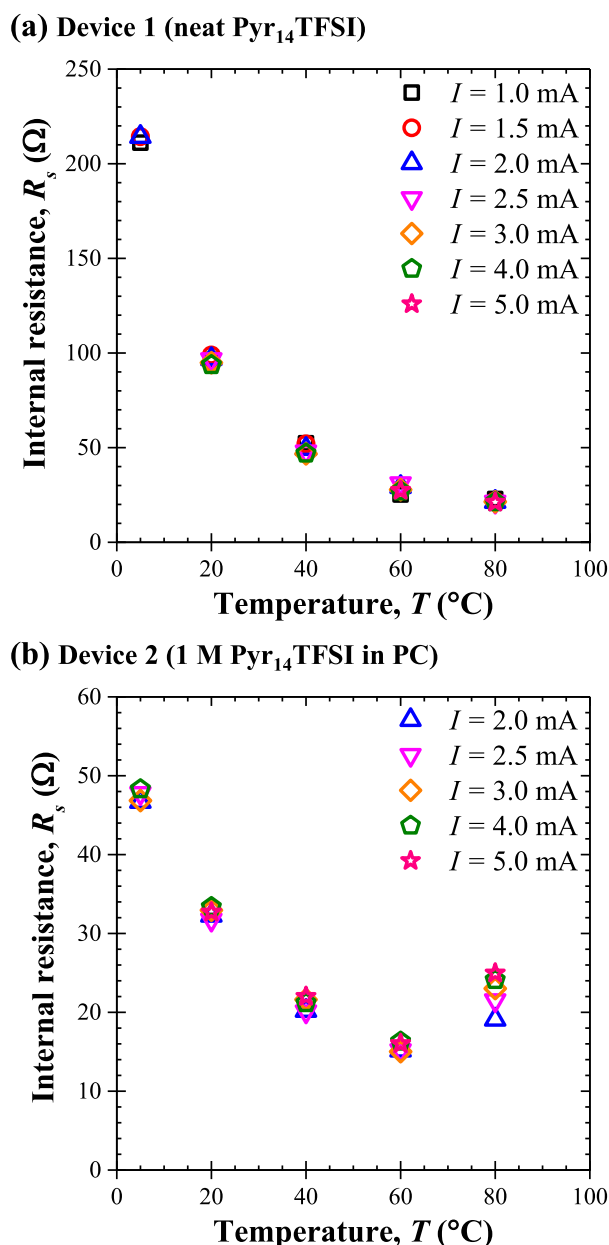 (a) Device 1 (neat Pyr₁₄TFSI)
250
200
150
100
50
0
Internal resistance, Rₛ (Ω)
I = 1.0 mA
I = 1.5 mA
I = 2.0 mA
I = 2.5 mA
I = 3.0 mA
I = 4.0 mA
I = 5.0 mA
0 20 40 60 80 100
Temperature, T (°C)
(b) Device 2 (1 M Pyr₁₄TFSI in PC)
60
50
40
30
20
10
0
Internal resistance, Rₛ (Ω)
I = 2.0 mA
I = 2.5 mA
I = 3.0 mA
I = 4.0 mA
I = 5.0 mA
0 20 40 60 80 100
Temperature, T (°C)